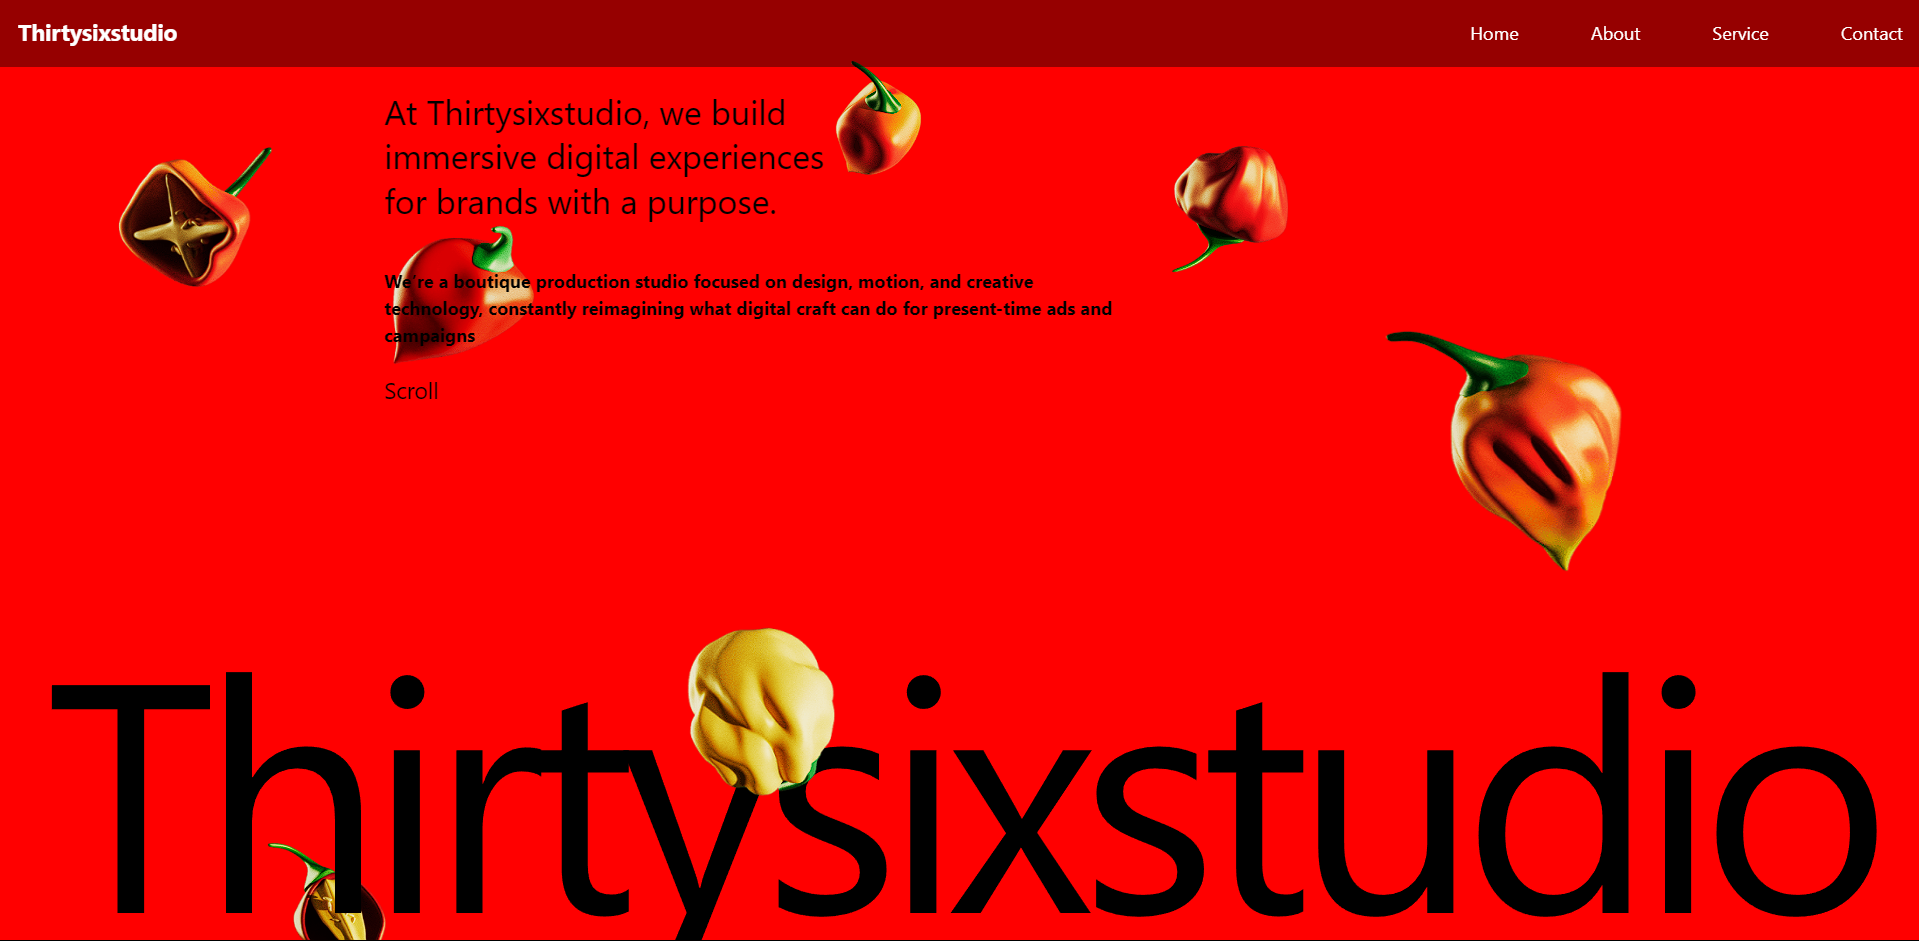 Thirtysixstudio
Home About Service Contact
At Thirtysixstudio, we build
immersive digital experiences
for brands with a purpose.
We're a boutique production studio focused on design, motion, and creative
technology, constantly reimagining what digital craft can do for present-time ads and
campaigns
Scroll
Thirtysixstudio